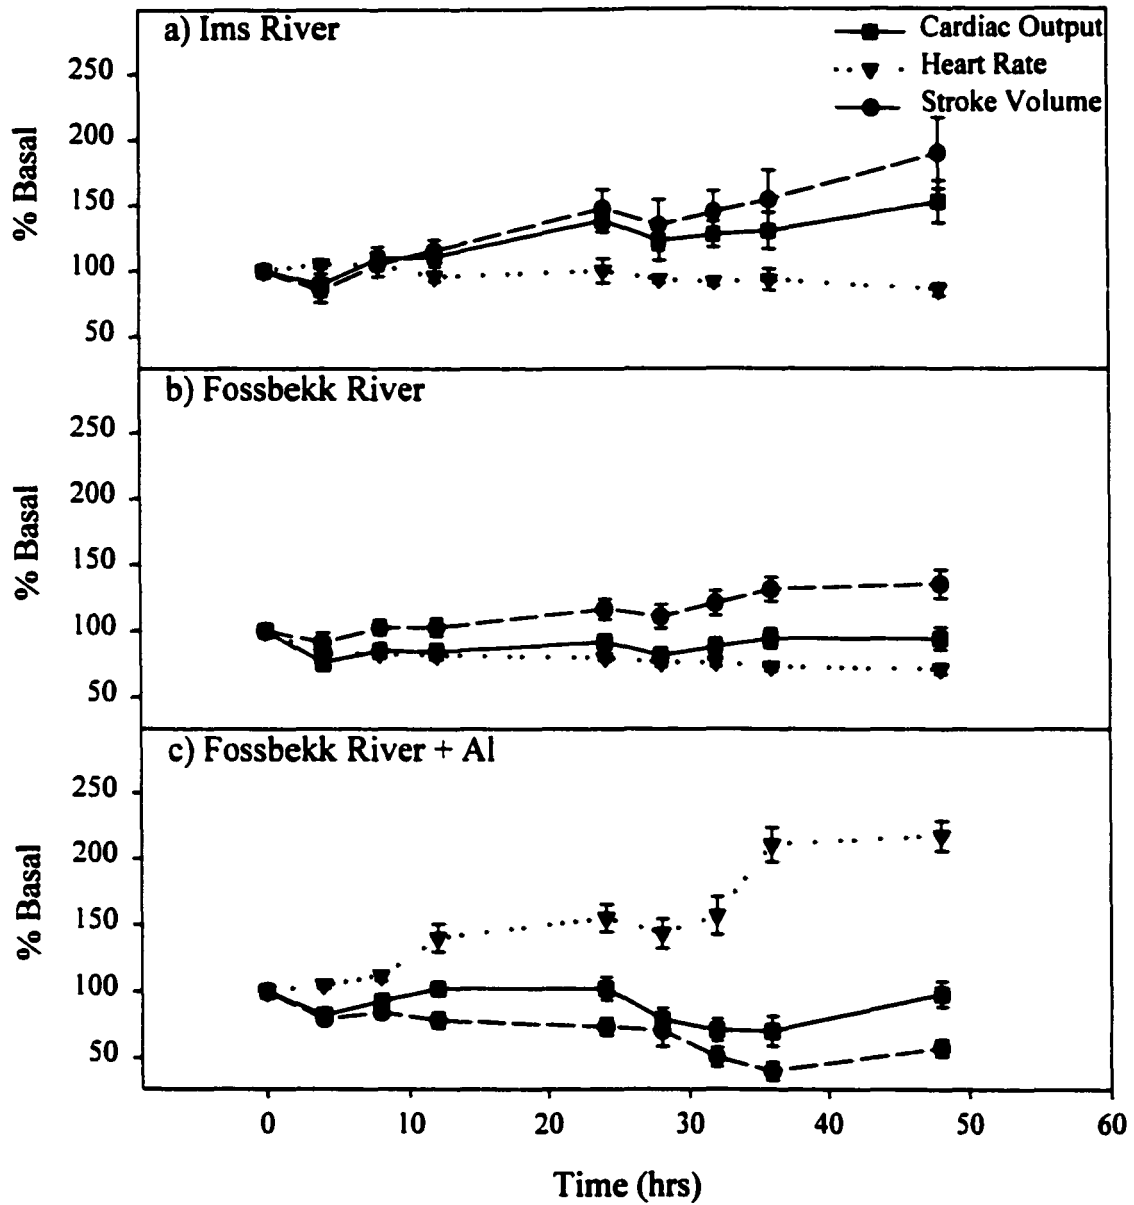 a) Ims River
Cardiac Output
Heart Rate
Stroke Volume
250
200
150
100
50
% Basal
b) Fossbekk River
250
200
150
100
50
% Basal
c) Fossbekk River + Al
250
200
150
100
50
% Basal
0 10 20 30 40 50 60
Time (hrs)